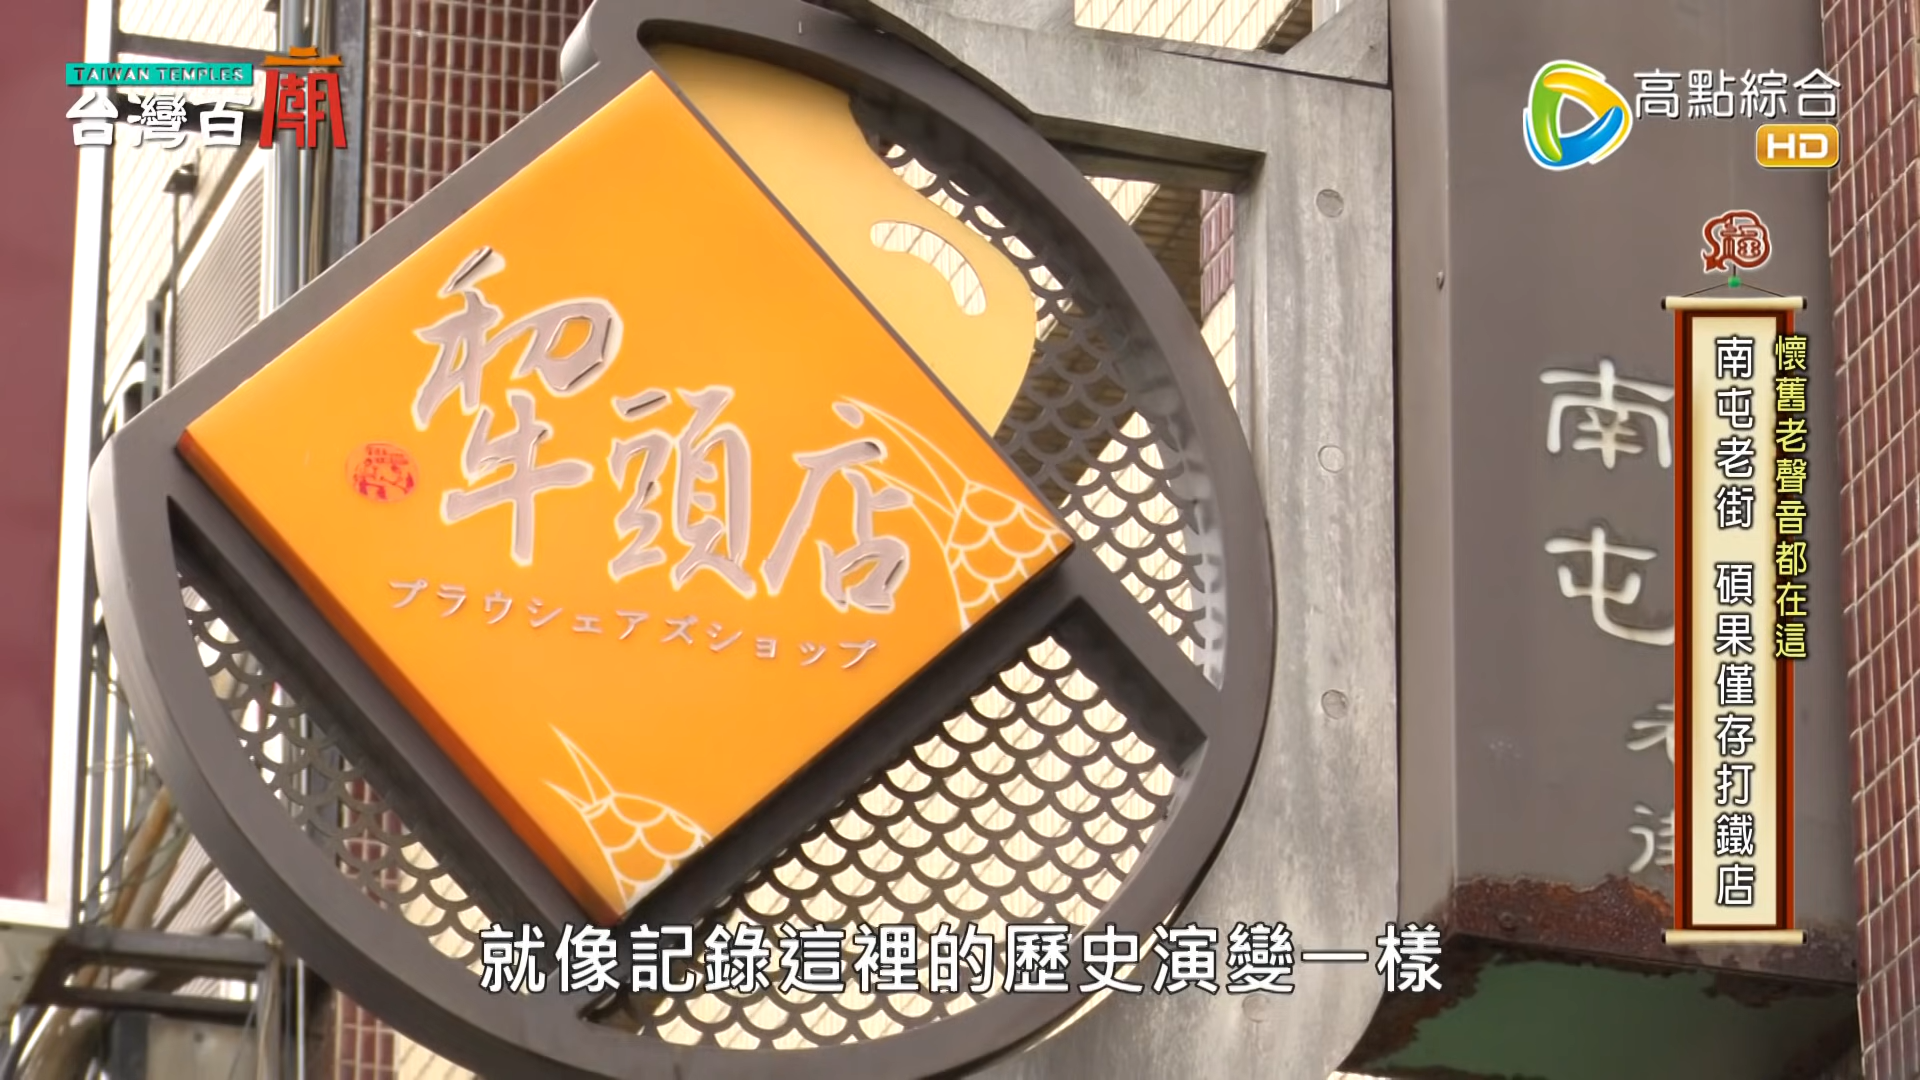 TAIWAN TEMPLES
台灣百廟
高點綜合
HD
犂頭店
プラウシェアズショップ
南屯老街
懷舊老聲音都在這
南屯老街 碩果僅存打鐵店
就像記錄這裡的歷史演變一樣